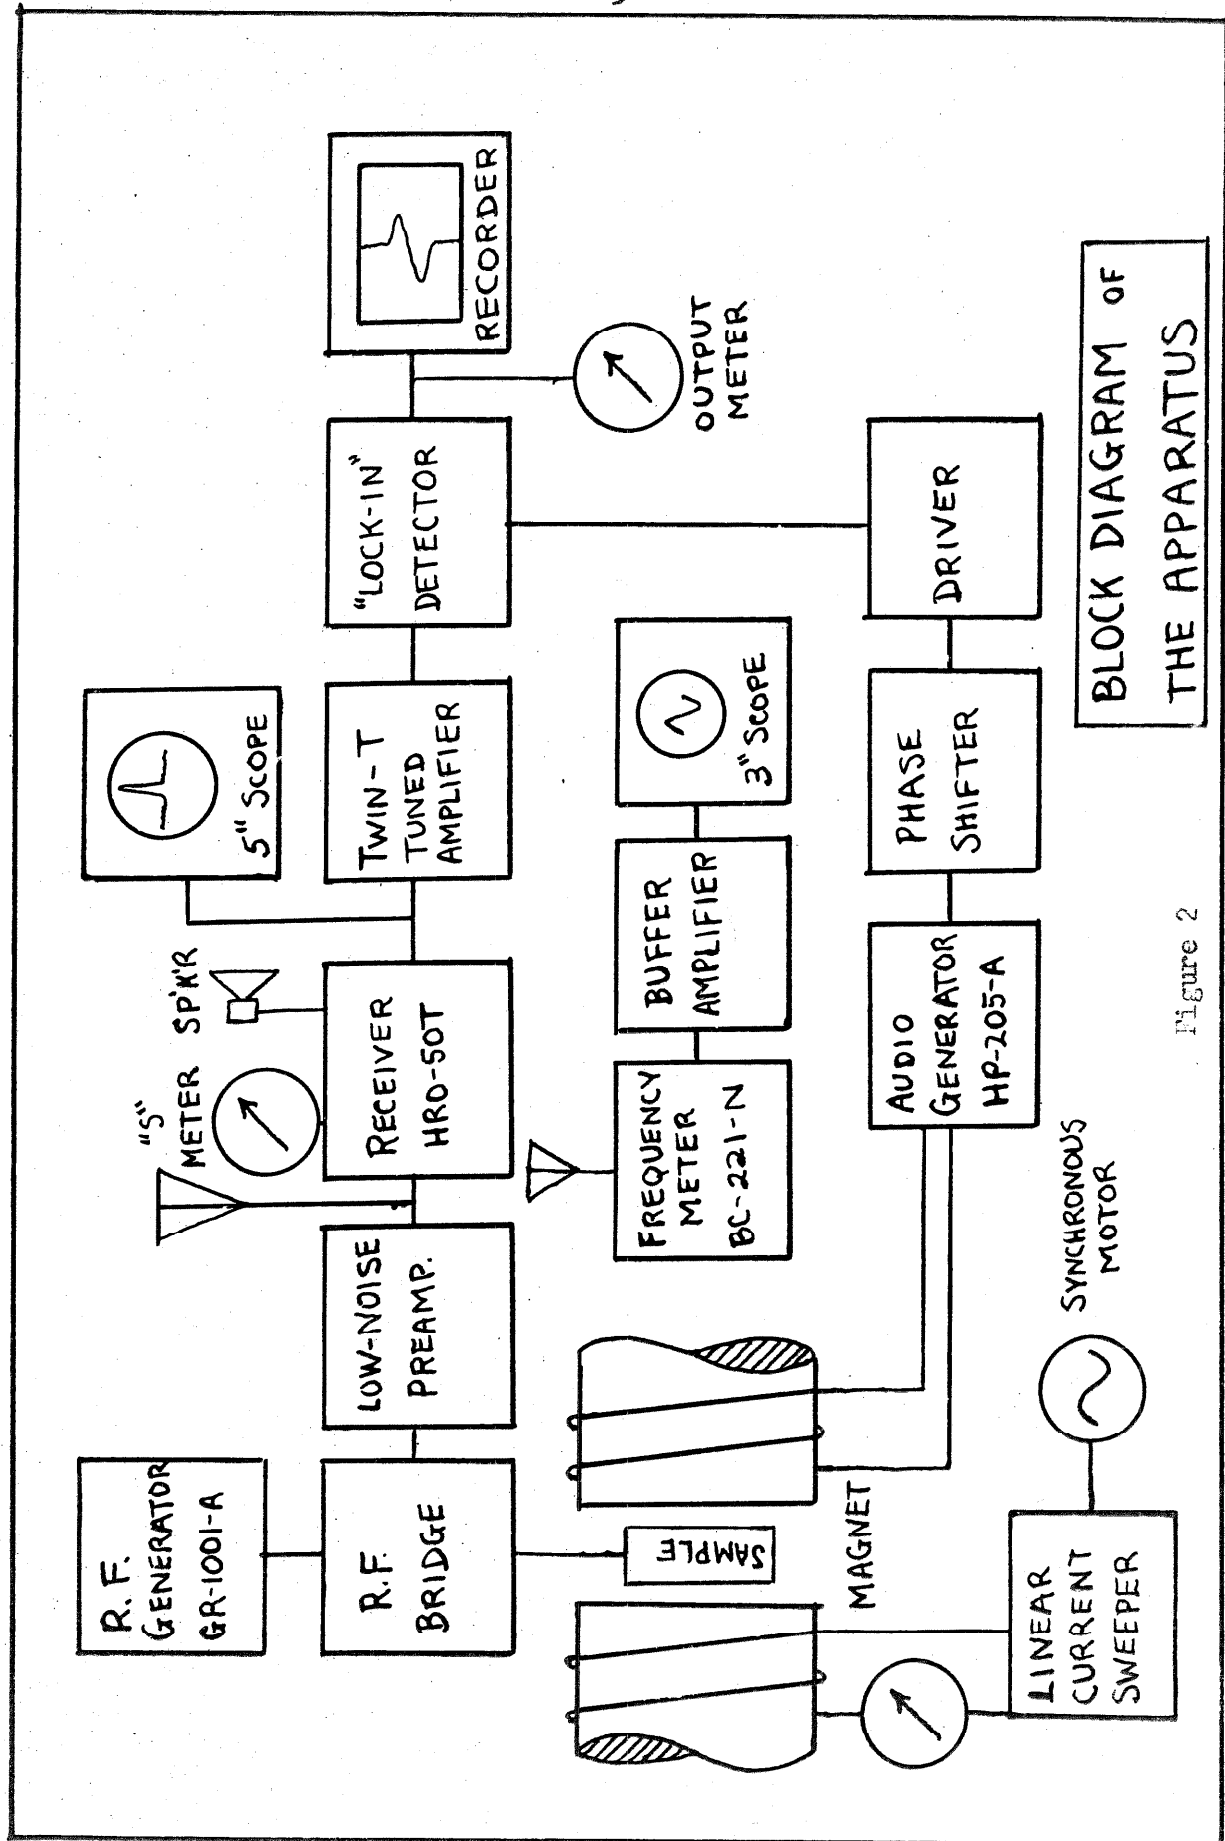 R.F.
GENERATOR
GR-1001-A
R.F.
BRIDGE
LOW-NOISE
PREAMP.
"S"
METER
SP'K'R
RECEIVER
HRO-50T
5" SCOPE
TWIN-T
TUNED
AMPLIFIER
"LOCK-IN"
DETECTOR
RECORDER
OUTPUT
METER
SAMPLE
MAGNET
FREQUENCY
METER
BC-221-N
BUFFER
AMPLIFIER
3" SCOPE
LINEAR
CURRENT
SWEEPER
SYNCHRONOUS
MOTOR
AUDIO
GENERATOR
HP-205-A
PHASE
SHIFTER
DRIVER
BLOCK DIAGRAM OF
THE APPARATUS
Figure 2